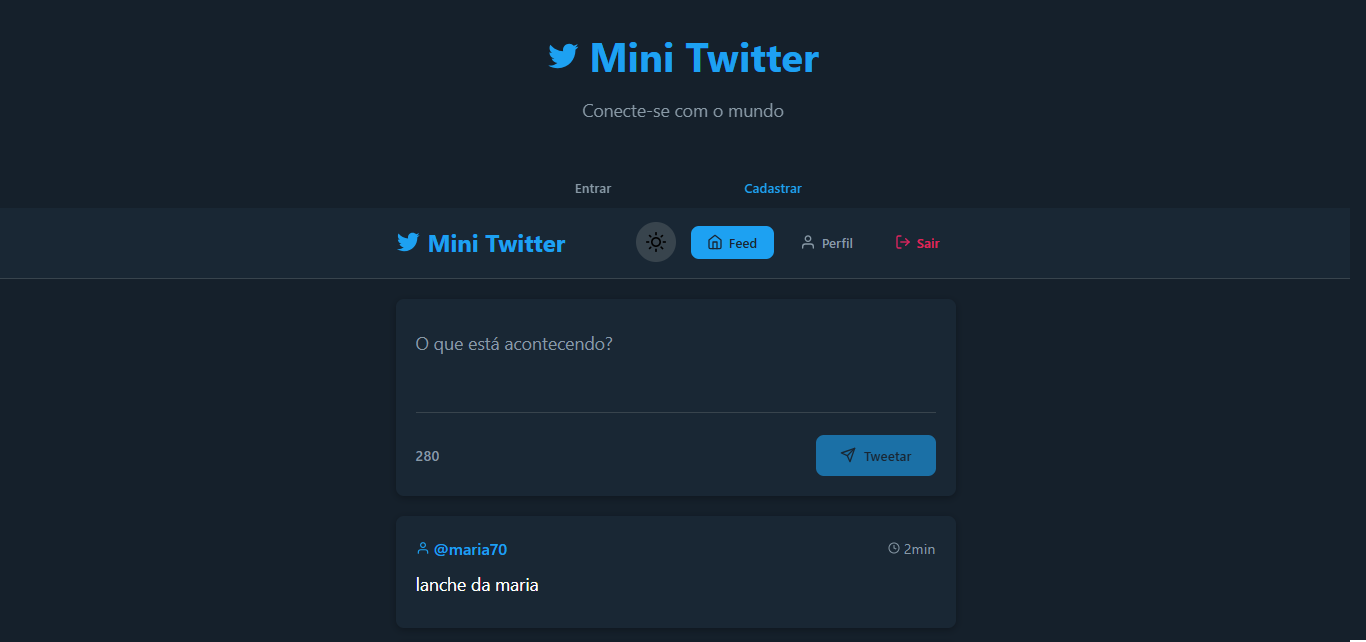 Mini Twitter
Conecte-se com o mundo
Entrar Cadastrar
Mini Twitter Feed Perfil Sair
O que está acontecendo?
280 Tweetar
@maria70 2min
lanche da maria